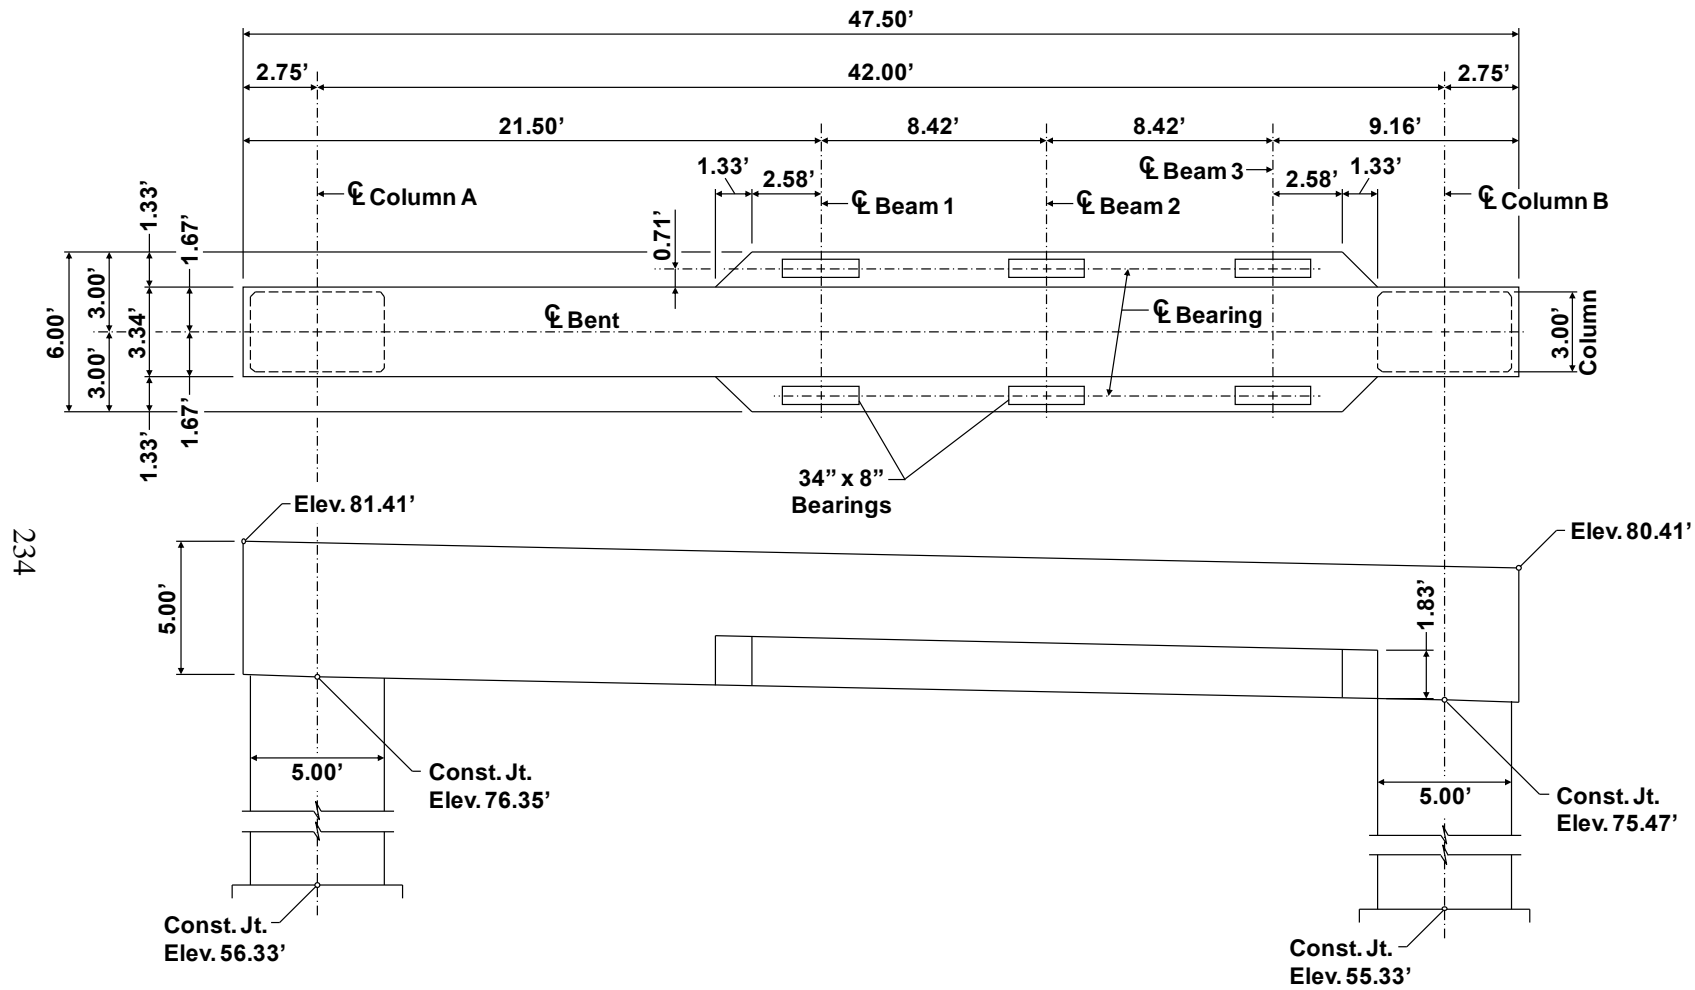 47.50’
2.75’
42.00’
2.75’
21.50’
8.42’
8.42’
9.16’
1.33’
2.58’
℄ Beam 3
2.58’
1.33’
℄ Column A
℄ Beam 1
℄ Beam 2
℄ Column B
1.33’
1.67’
0.71’
3.00’
6.00’
3.34’
℄ Bent
℄ Bearing
3.00’
Column
3.00’
1.67’
1.33’
34” x 8”
Bearings
Elev. 81.41’
234
Elev. 80.41’
5.00’
1.83’
5.00’
Const. Jt.
Elev. 76.35’
5.00’
Const. Jt.
Elev. 75.47’
Const. Jt.
Elev. 56.33’
Const. Jt.
Elev. 55.33’